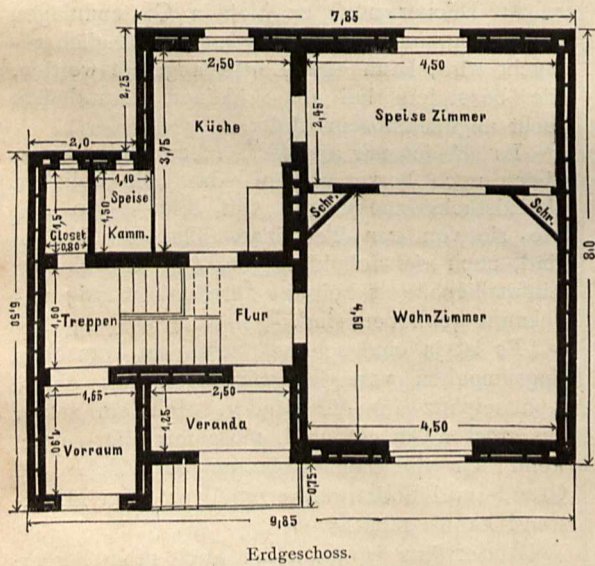 7,85
2,50
4,50
2,25
Küche
2,45
Speise Zimmer
8,0
2,0
3,75
1,10
Speise
Kamm.
1,50
1,5
Closet
0,80
Schr.
Schr.
6,50
1,80
Treppen
Flur
4,50
WohnZimmer
1,65
2,50
1,90
1,25
Vorraum
Veranda
4,50
0,75
9,85
Erdgeschoss.